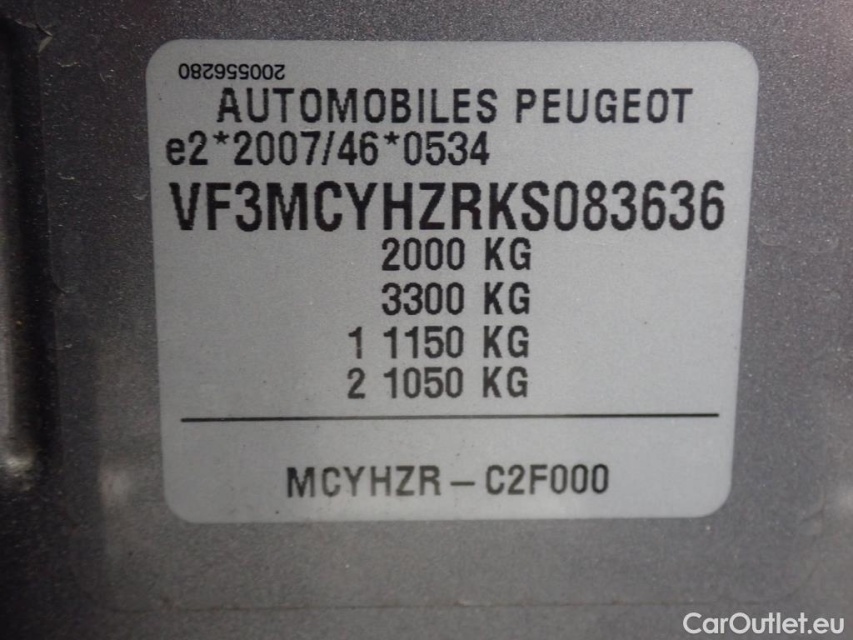 200556280
AUTOMOBILES PEUGEOT
e2*2007/46*0534
VF3MCYHZRKS083636
2000 KG
3300 KG
1 1150 KG
2 1050 KG
MCYHZR – C2F000
CarOutlet.eu